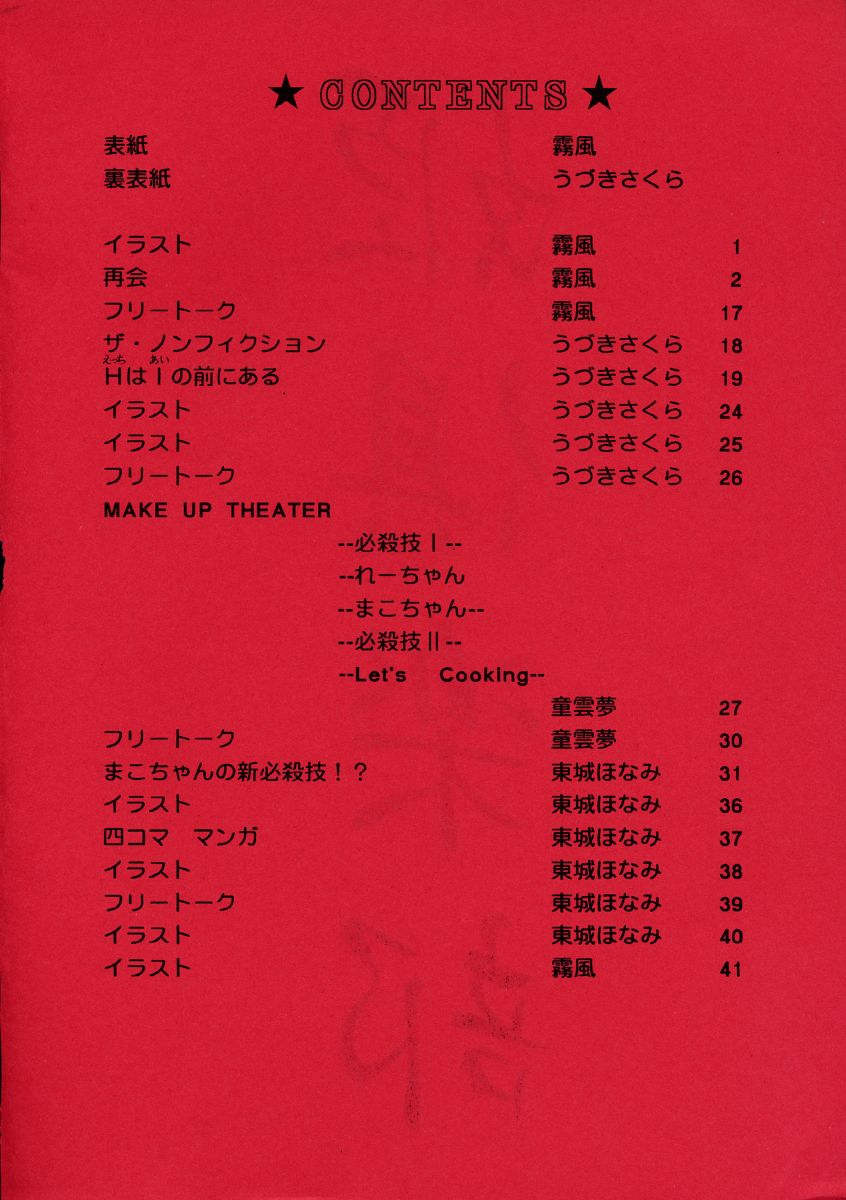 ★ CONTENTS ★
表紙 霧風
裏表紙 うづきさくら
イラスト 霧風 1
再会 霧風 2
フリートーク 霧風 17
ザ・ノンフィクション うづきさくら 18
えっち あい
HはIの前にある うづきさくら 19
イラスト うづきさくら 24
イラスト うづきさくら 25
フリートーク うづきさくら 26
MAKE UP THEATER
--必殺技Ⅰ--
--れーちゃん
--まこちゃん--
--必殺技Ⅱ--
--Let's Cooking--
童雲夢 27
フリートーク 童雲夢 30
まこちゃんの新必殺技！？ 東城ほなみ 31
イラスト 東城ほなみ 36
四コマ マンガ 東城ほなみ 37
イラスト 東城ほなみ 38
フリートーク 東城ほなみ 39
イラスト 東城ほなみ 40
イラスト 霧風 41